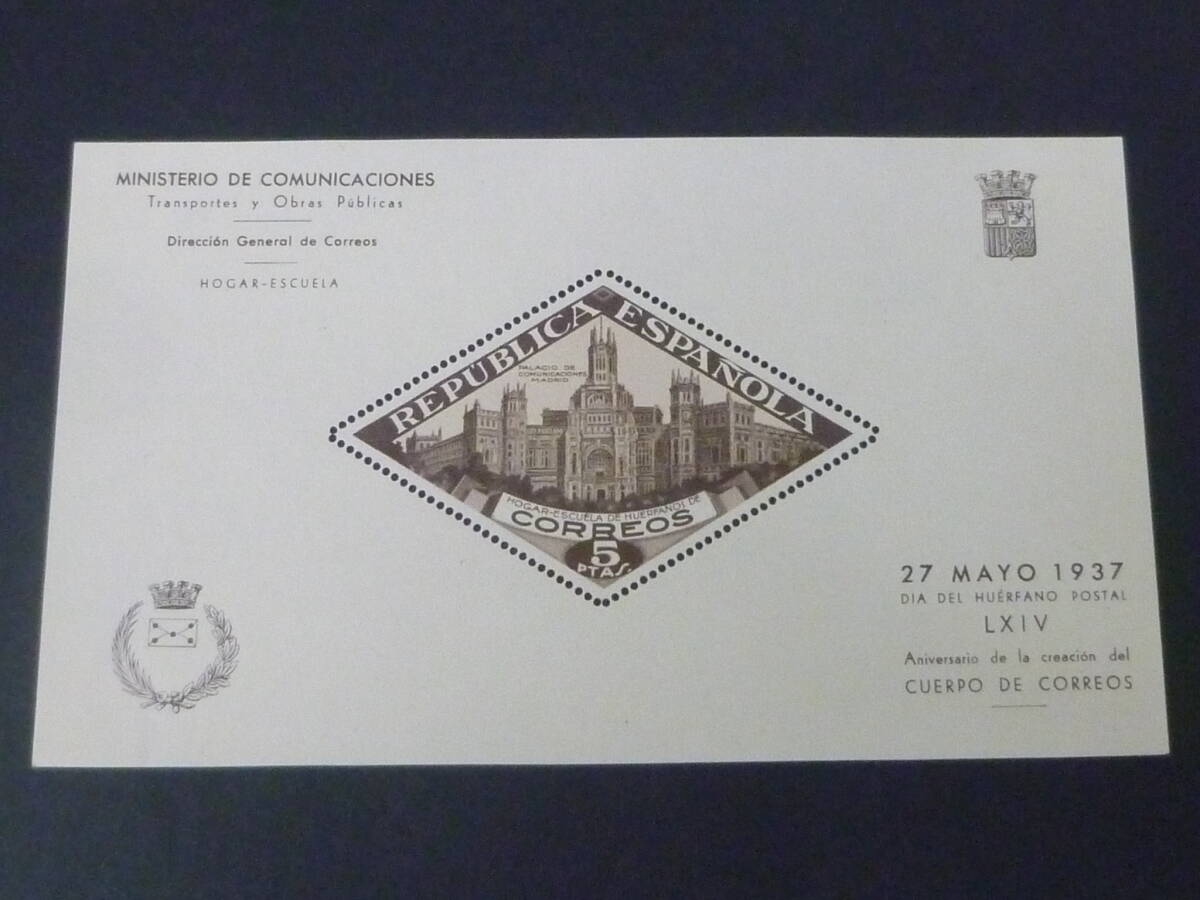 MINISTERIO DE COMUNICACIONES
Transportes y Obras Públicas
Dirección General de Correos
HOGAR-ESCUELA
REPÚBLICA ESPAÑOLA
PALACIO DE
COMUNICACIONES
MADRID
HOGAR-ESCUELA DE HUÉRFANOS DE
CORREOS
5
PTAS.
27 MAYO 1937
DIA DEL HUÉRFANO POSTAL
LXIV
Aniversario de la creación del
CUERPO DE CORREOS